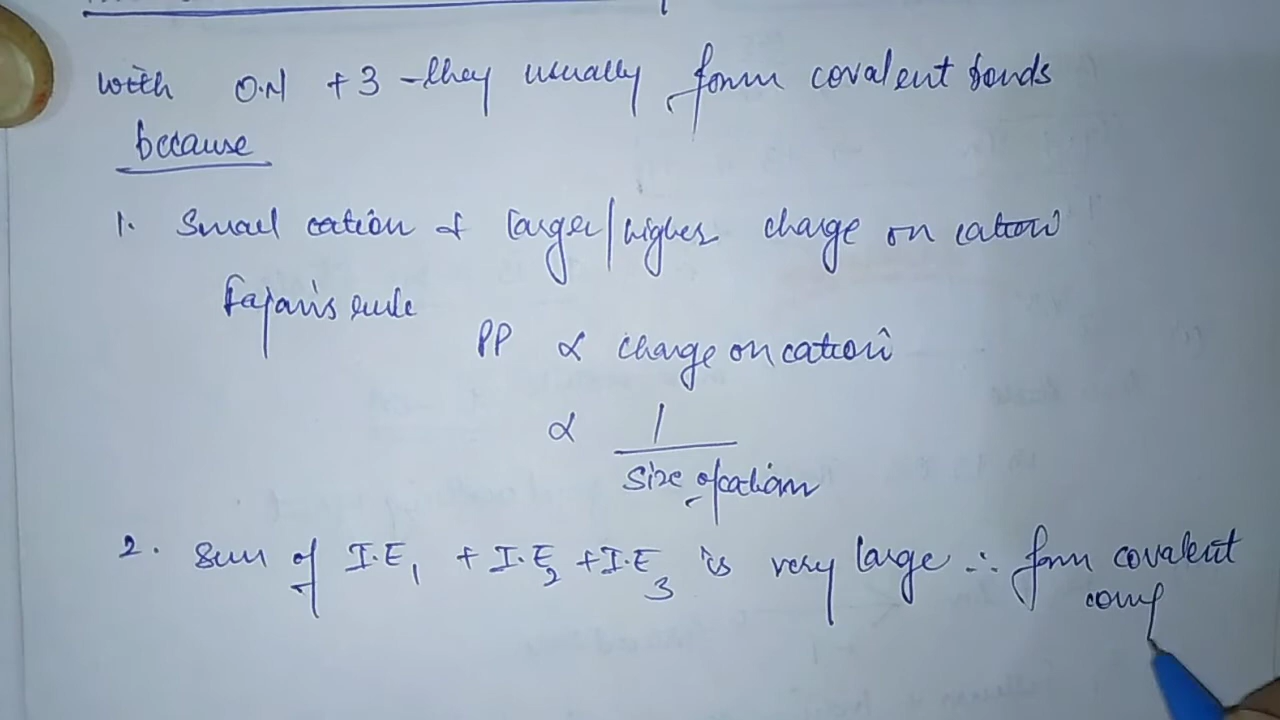 with O.N +3 they usually form covalent bonds
because
1. Small cation & larger/higher charge on cation
Fajan's rule
PP ∝ charge on cation
∝ 1
size of cation
2. Sum of I.E1 + I.E2 + I.E3 is very large ∴ form covalent
comp